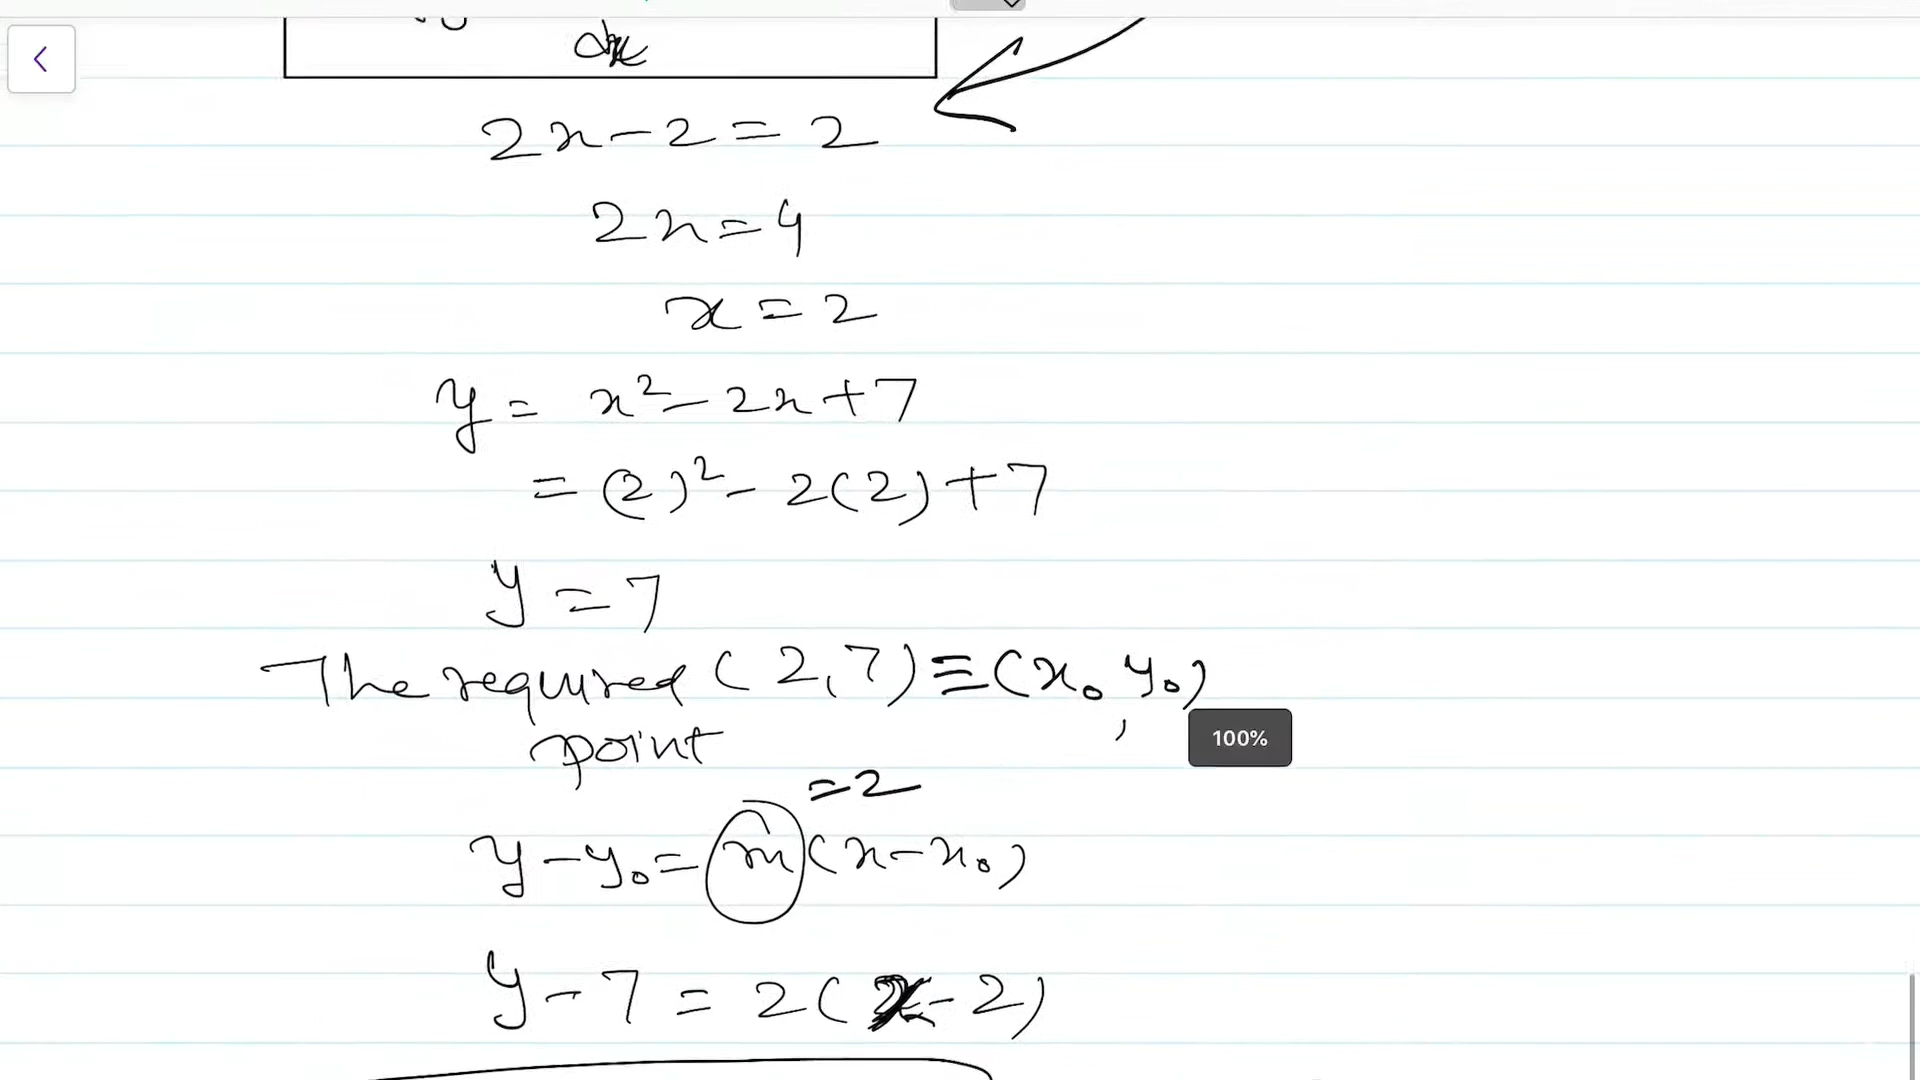 dx
2x-2=2
2x=4
x=2
y = x²-2x+7
= (2)²-2(2)+7
y=7
The required (2,7)≡(x₀,y₀)
point
100%
=2
y-y₀=m(x-x₀)
y-7=2(x-2)